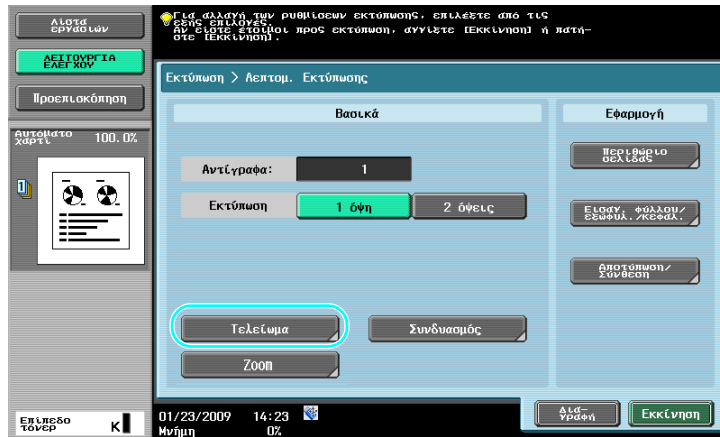 Λίστα
εργασιών
ΛΕΙΤΟΥΡΓΙΑ
ΕΛΕΓΧΟΥ
Προεπισκόπηση
Αυτόματο
χαρτί
100.0%
1
Επίπεδο
τόνερ
K
Για αλλαγή των ρυθμίσεων εκτύπωσης, επιλέξτε από τις
εξής επιλογές.
Αν είστε έτοιμοι προς εκτύπωση, αγγίξτε [Εκκίνηση] ή πατή-
στε [Εκκίνηση].
Εκτύπωση > Λεπτομ. Εκτύπωσης
Βασικά
Αντίγραφα:
1
Εκτύπωση
1 όψη
2 όψεις
Τελείωμα
Συνδυασμός
Zoom
Εφαρμογή
Περιθώριο
σελίδας
Εισαγ. φύλλου/
εξωφυλ./κεφαλ.
Αποτύπωση/
Σύνθεση
01/23/2009 14:23
Μνήμη 0%
Δια-
γραφή
Εκκίνηση